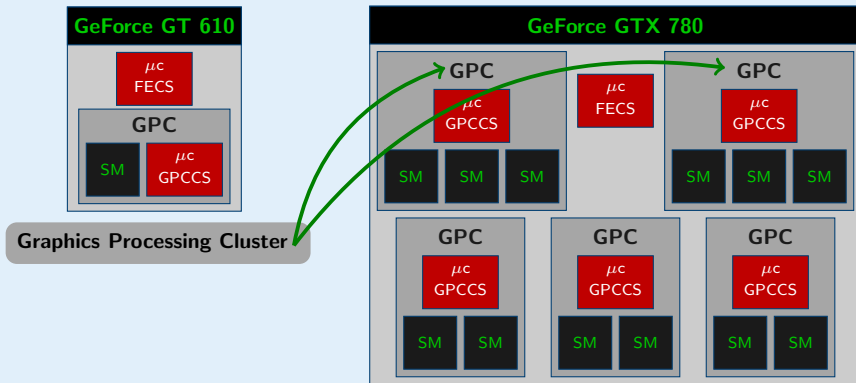 GeForce GT 610
μc
FECS
GPC
SM
μc
GPCCS
Graphics Processing Cluster
GeForce GTX 780
GPC
μc
GPCCS
SM SM SM
μc
FECS
GPC
μc
GPCCS
SM SM SM
GPC
μc
GPCCS
SM SM
GPC
μc
GPCCS
SM SM
GPC
μc
GPCCS
SM SM